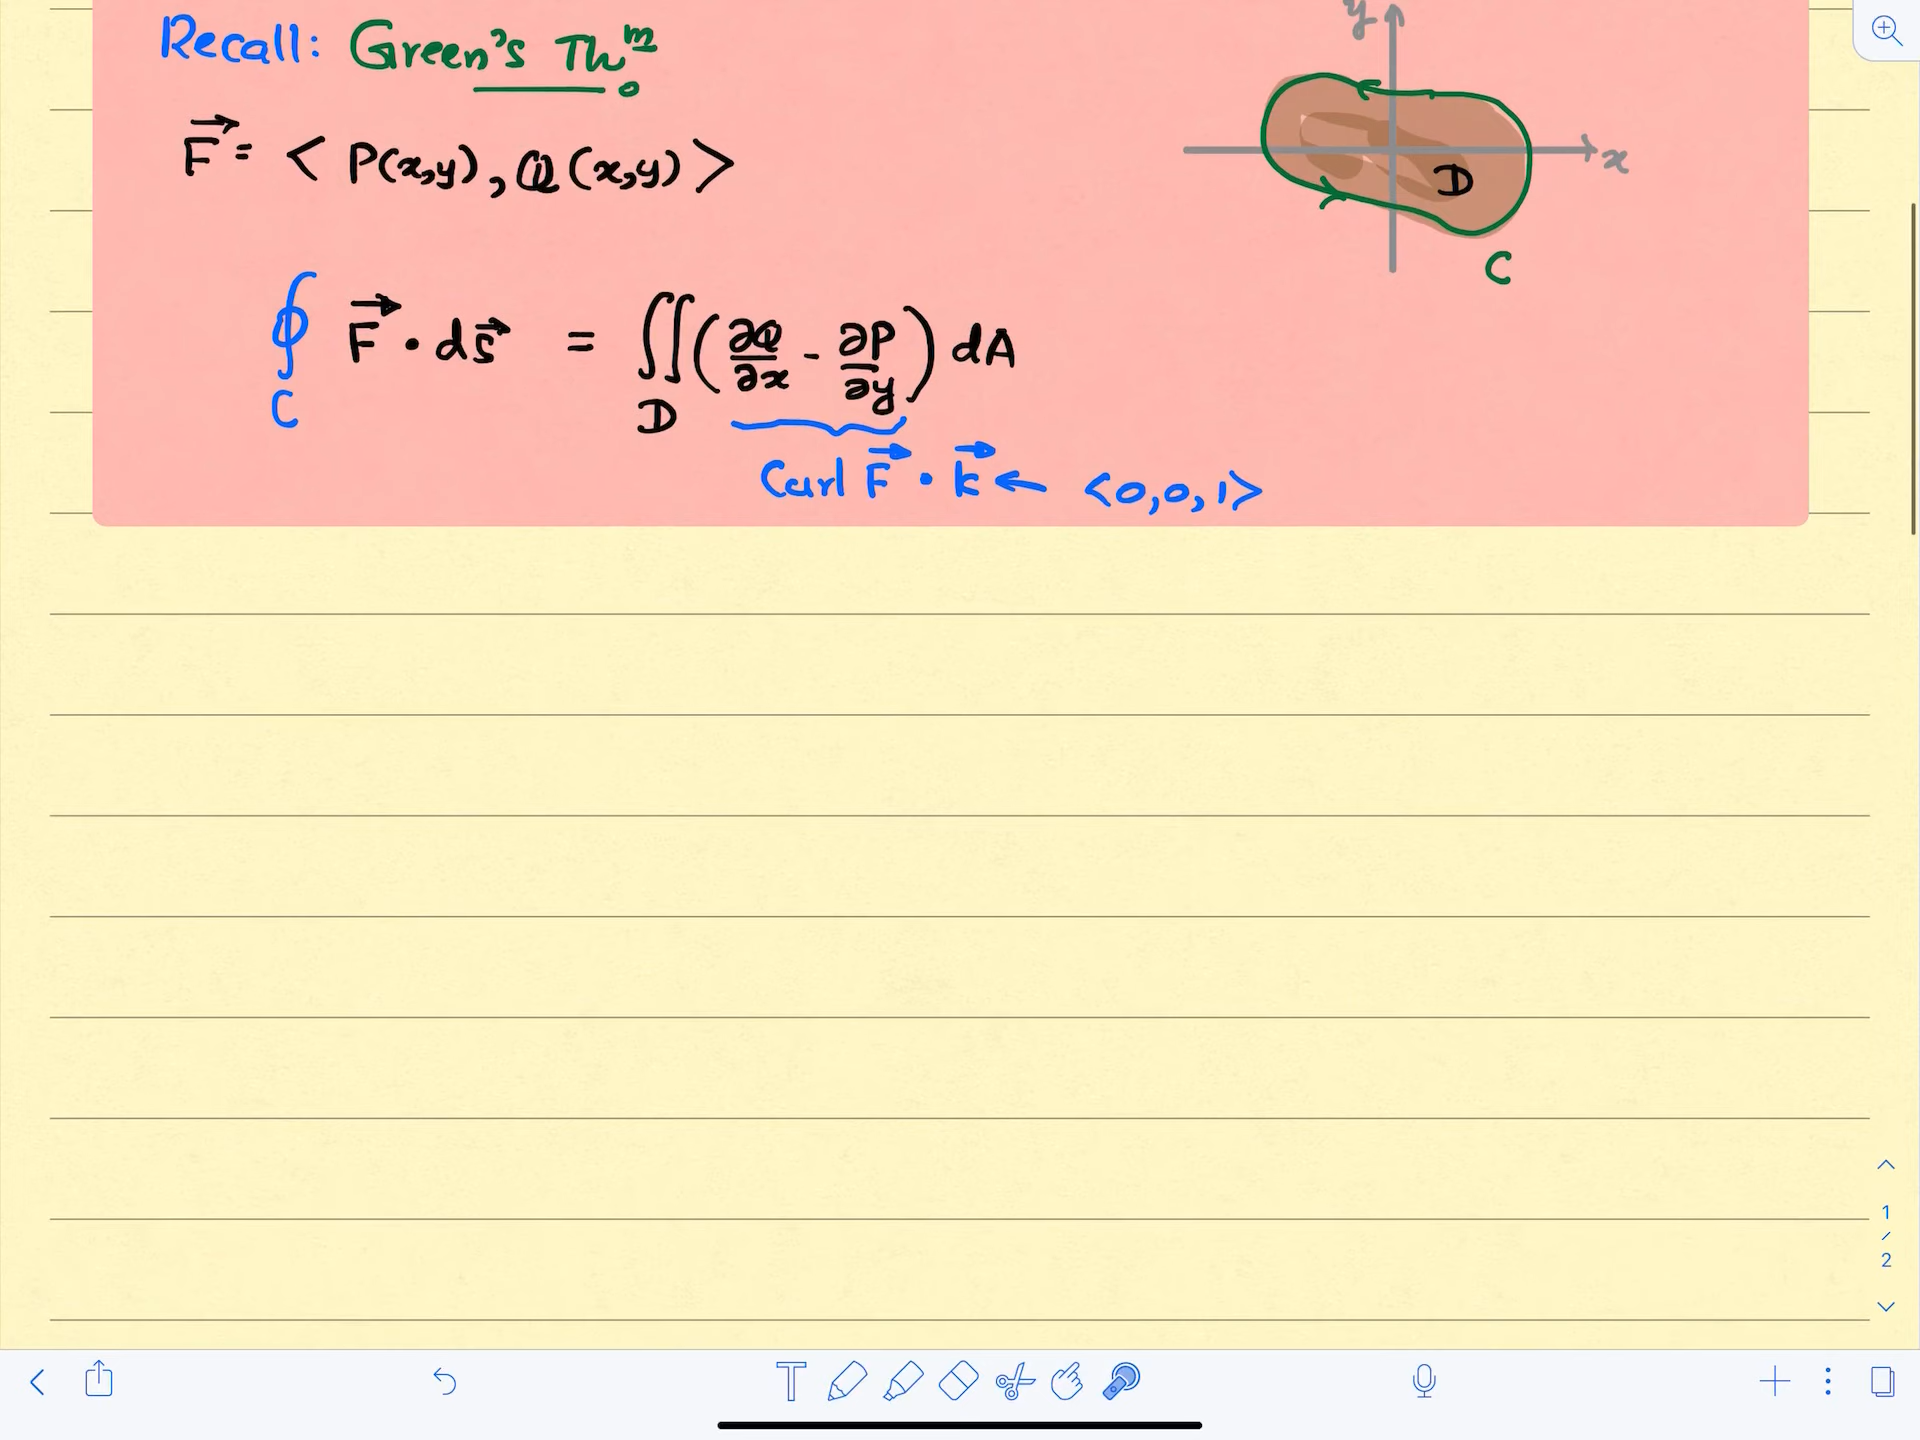 Recall: Green's Thᵐ
y
F⃗ = < P(x,y), Q(x,y) >
x
D
C
∮_C F⃗ · ds⃗ = ∬_D (∂Q/∂x - ∂P/∂y) dA
Curl F⃗ · k⃗ ← <0,0,1>
1
/
2
T